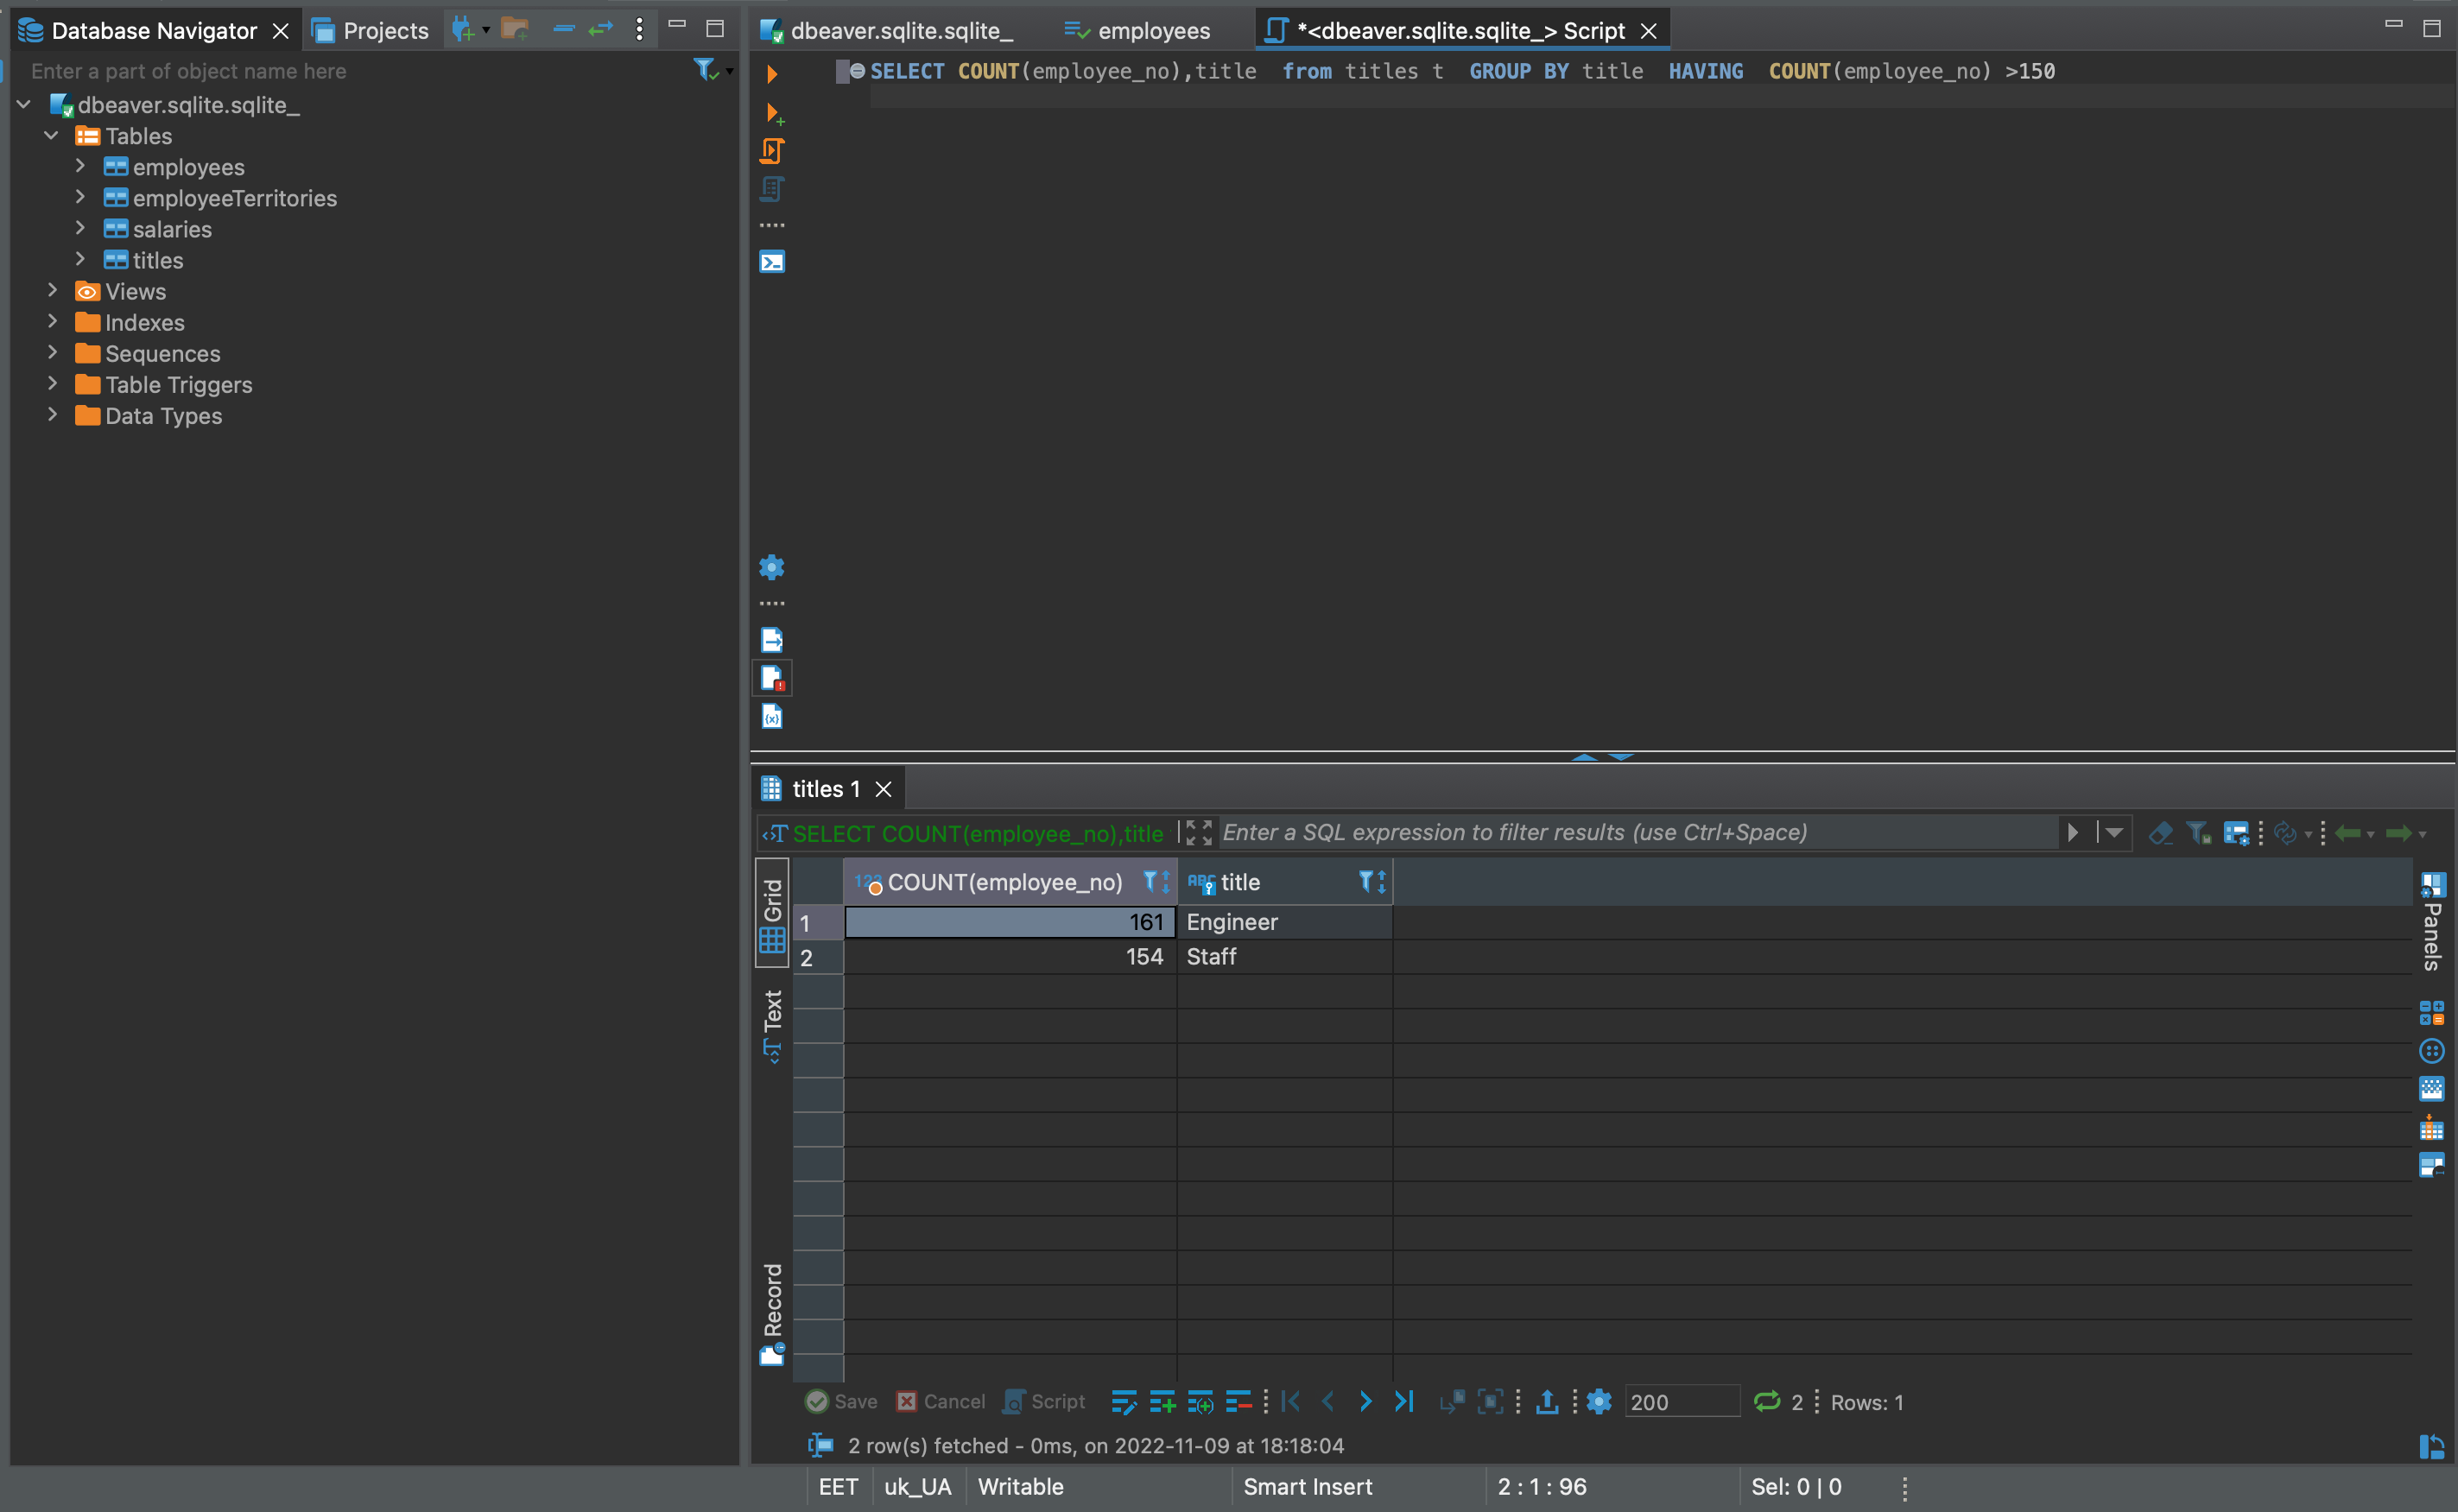 Database Navigator
Projects
Enter a part of object name here
dbeaver.sqlite.sqlite_
Tables
employees
employeeTerritories
salaries
titles
Views
Indexes
Sequences
Table Triggers
Data Types
dbeaver.sqlite.sqlite_
employees
*<dbeaver.sqlite.sqlite_> Script
SELECT COUNT(employee_no),title from titles t GROUP BY title HAVING COUNT(employee_no) >150
titles 1
SELECT COUNT(employee_no),title
Enter a SQL expression to filter results (use Ctrl+Space)
Grid
Text
Record
123 COUNT(employee_no)
ABC title
1 161 Engineer
2 154 Staff
Panels
Save Cancel Script 200 2 Rows: 1
2 row(s) fetched - 0ms, on 2022-11-09 at 18:18:04
EET uk_UA Writable Smart Insert 2 : 1 : 96 Sel: 0 | 0